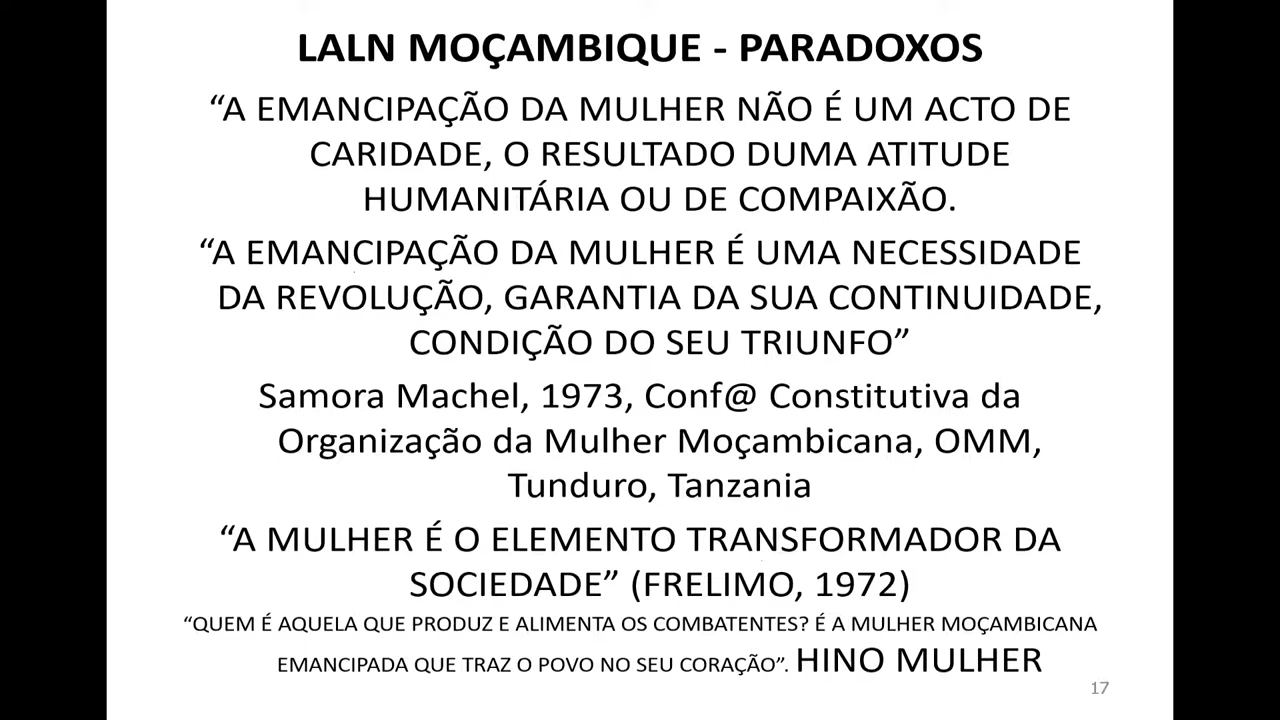 LALN MOÇAMBIQUE - PARADOXOS
“A EMANCIPAÇÃO DA MULHER NÃO É UM ACTO DE
CARIDADE, O RESULTADO DUMA ATITUDE
HUMANITÁRIA OU DE COMPAIXÃO.
“A EMANCIPAÇÃO DA MULHER É UMA NECESSIDADE
DA REVOLUÇÃO, GARANTIA DA SUA CONTINUIDADE,
CONDIÇÃO DO SEU TRIUNFO”
Samora Machel, 1973, Conf@ Constitutiva da
Organização da Mulher Moçambicana, OMM,
Tunduro, Tanzania
“A MULHER É O ELEMENTO TRANSFORMADOR DA
SOCIEDADE” (FRELIMO, 1972)
“QUEM É AQUELA QUE PRODUZ E ALIMENTA OS COMBATENTES? É A MULHER MOÇAMBICANA
EMANCIPADA QUE TRAZ O POVO NO SEU CORAÇÃO”. HINO MULHER
17